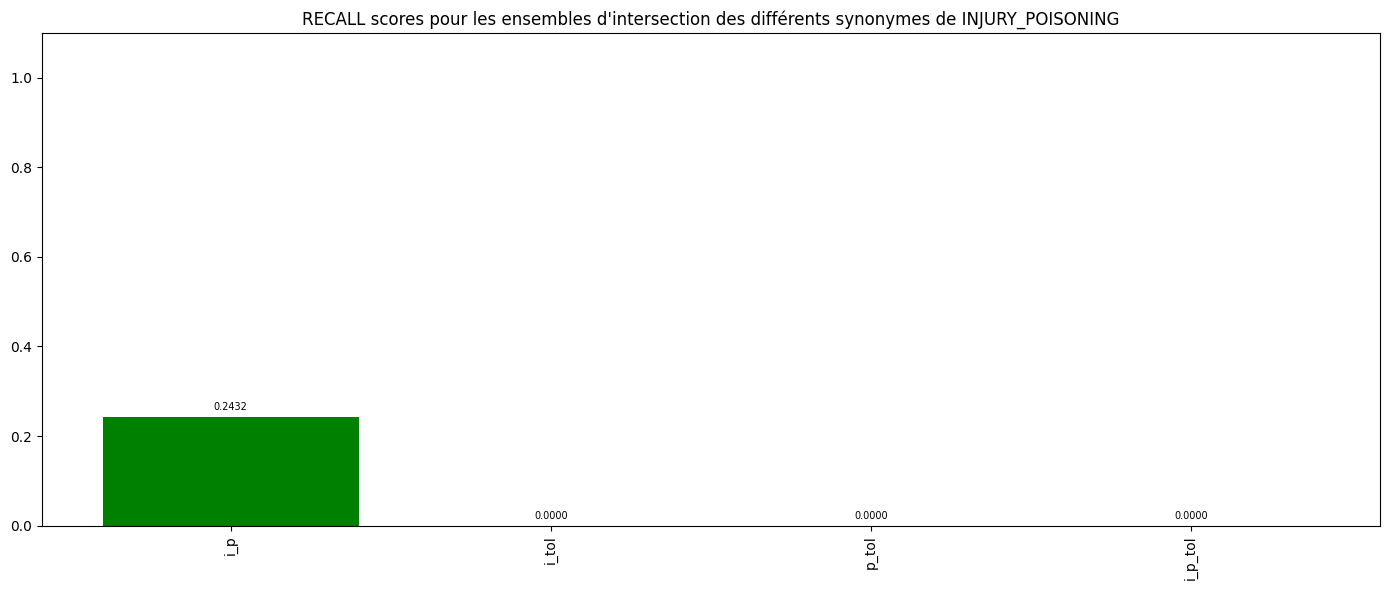 RECALL scores pour les ensembles d'intersection des différents synonymes de INJURY_POISONING
1.0
0.8
0.6
0.4
0.2
0.0
0.2432
0.0000
0.0000
0.0000
i_p
i_tol
p_tol
i_p_tol